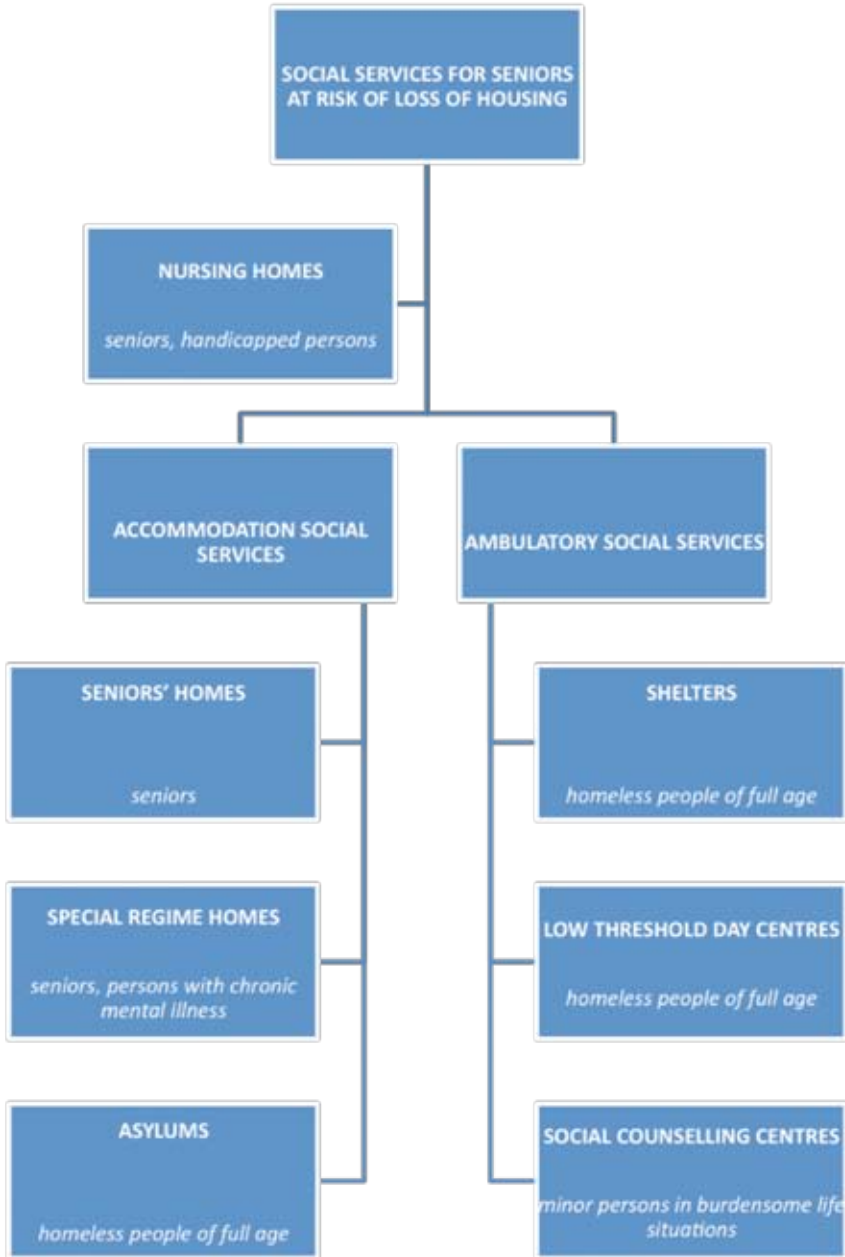 SOCIAL SERVICES FOR SENIORS
AT RISK OF LOSS OF HOUSING
NURSING HOMES
seniors, handicapped persons
ACCOMMODATION SOCIAL
SERVICES
AMBULATORY SOCIAL SERVICES
SENIORS' HOMES
seniors
SPECIAL REGIME HOMES
seniors, persons with chronic
mental illness
ASYLUMS
homeless people of full age
SHELTERS
homeless people of full age
LOW THRESHOLD DAY CENTRES
homeless people of full age
SOCIAL COUNSELLING CENTRES
minor persons in burdensome life
situations